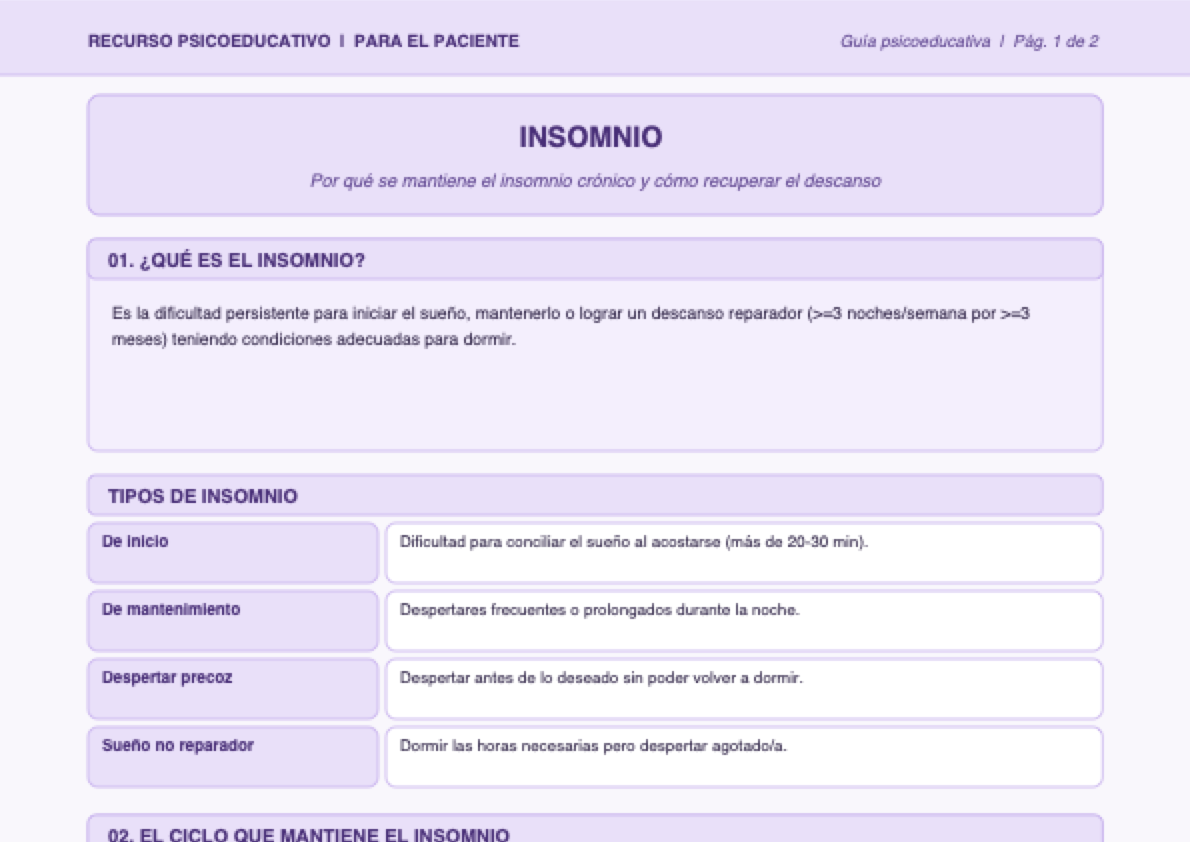 RECURSO PSICOEDUCATIVO | PARA EL PACIENTE
Guía psicoeducativa | Pág. 1 de 2
INSOMNIO
Por qué se mantiene el insomnio crónico y cómo recuperar el descanso
01. ¿QUÉ ES EL INSOMNIO?
Es la dificultad persistente para iniciar el sueño, mantenerlo o lograr un descanso reparador (>=3 noches/semana por >=3
meses) teniendo condiciones adecuadas para dormir.
TIPOS DE INSOMNIO
De inicio
Dificultad para conciliar el sueño al acostarse (más de 20-30 min).
De mantenimiento
Despertares frecuentes o prolongados durante la noche.
Despertar precoz
Despertar antes de lo deseado sin poder volver a dormir.
Sueño no reparador
Dormir las horas necesarias pero despertar agotado/a.
02. EL CICLO QUE MANTIENE EL INSOMNIO